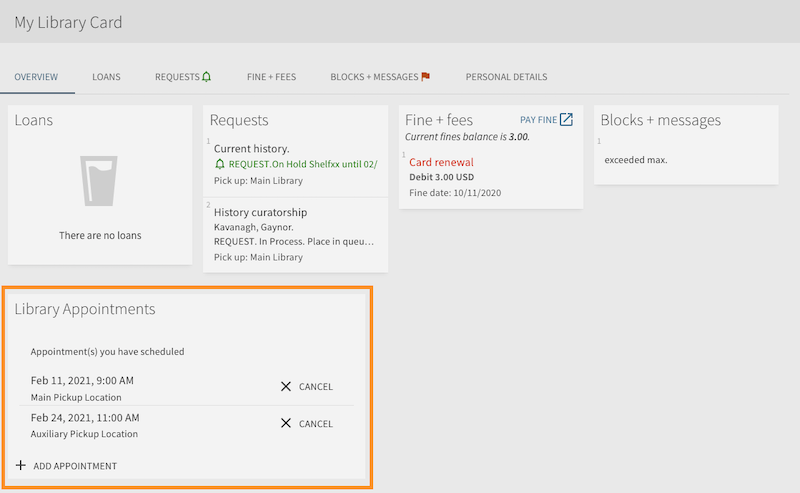 My Library Card
OVERVIEW
LOANS
REQUESTS
FINE + FEES
BLOCKS + MESSAGES
PERSONAL DETAILS
Loans
There are no loans
Requests
1
Current history.
REQUEST.On Hold Shelfxx until 02/
Pick up: Main Library
2
History curatorship
Kavanagh, Gaynor.
REQUEST. In Process. Place in queu…
Pick up: Main Library
Fine + fees
PAY FINE
Current fines balance is 3.00.
1
Card renewal
Debit 3.00 USD
Fine date: 10/11/2020
Blocks + messages
1
exceeded max.
Library Appointments
Appointment(s) you have scheduled
Feb 11, 2021, 9:00 AM
Main Pickup Location
CANCEL
Feb 24, 2021, 11:00 AM
Auxiliary Pickup Location
CANCEL
ADD APPOINTMENT